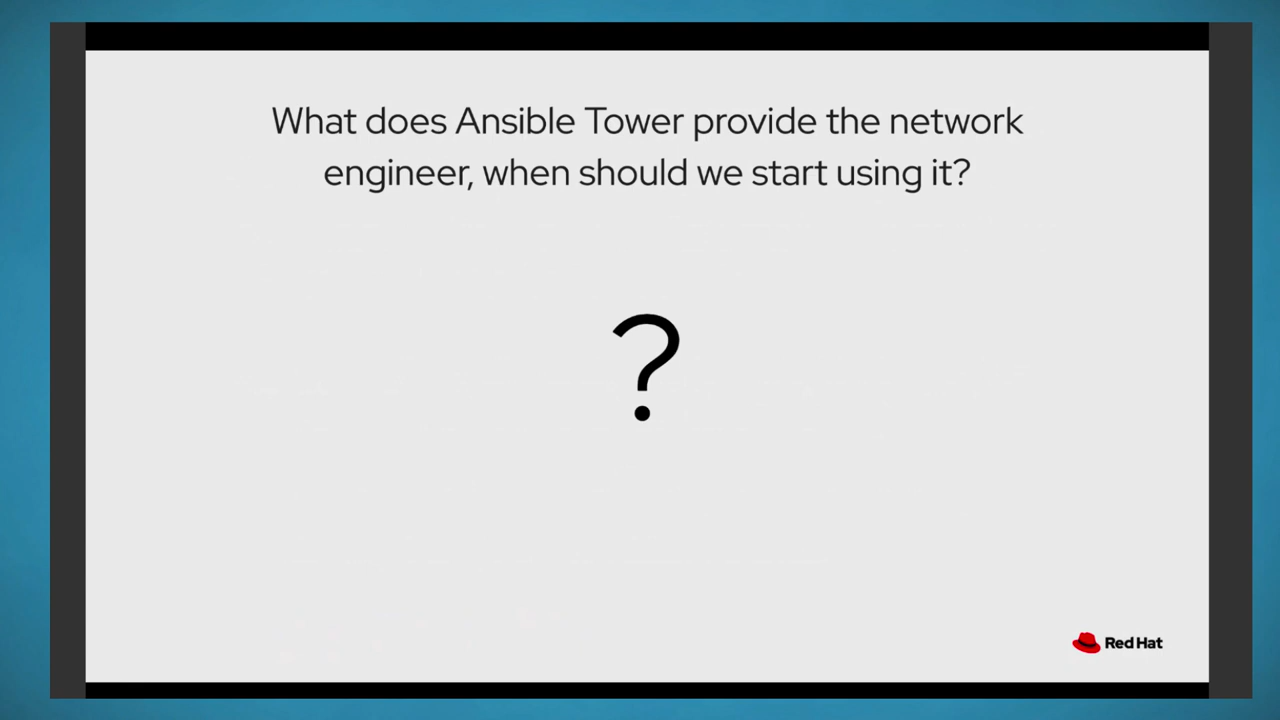 What does Ansible Tower provide the network
engineer, when should we start using it?
?
Red Hat